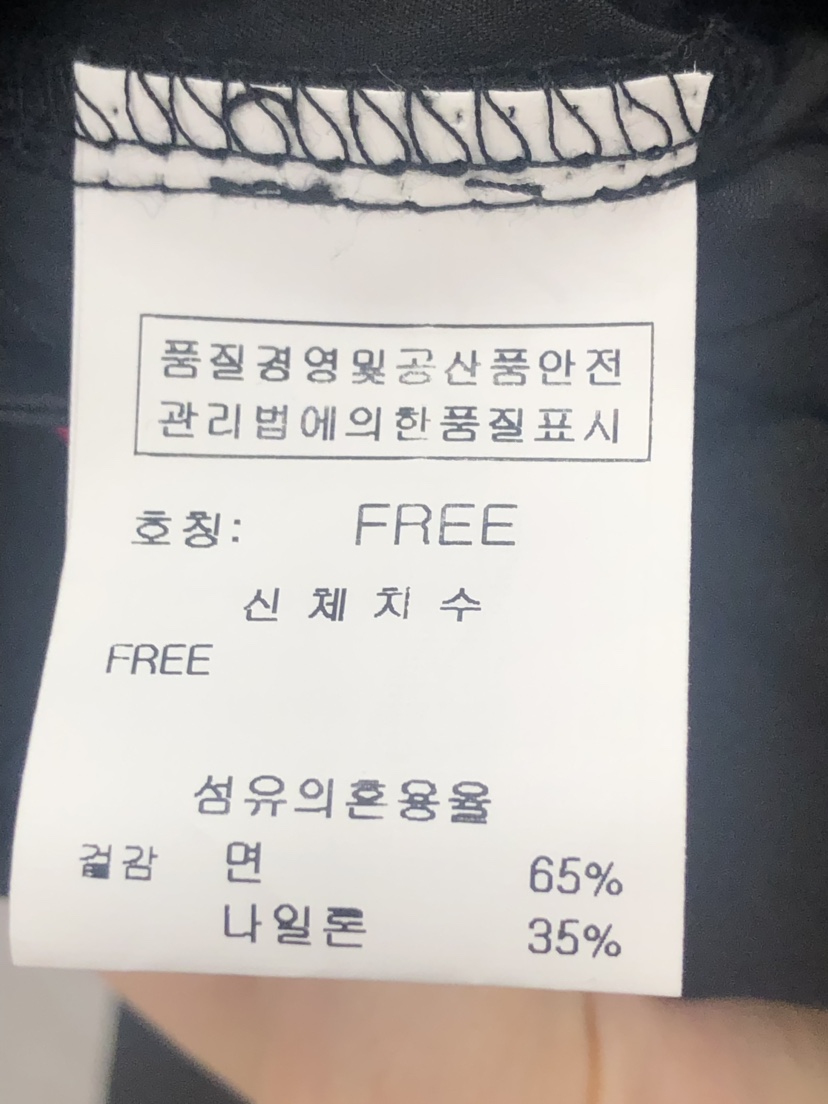 품질경영및공산품안전
관리법에의한품질표시
호칭: FREE
신 체 치 수
FREE
섬유의혼용율
겉감 면 65%
나일론 35%